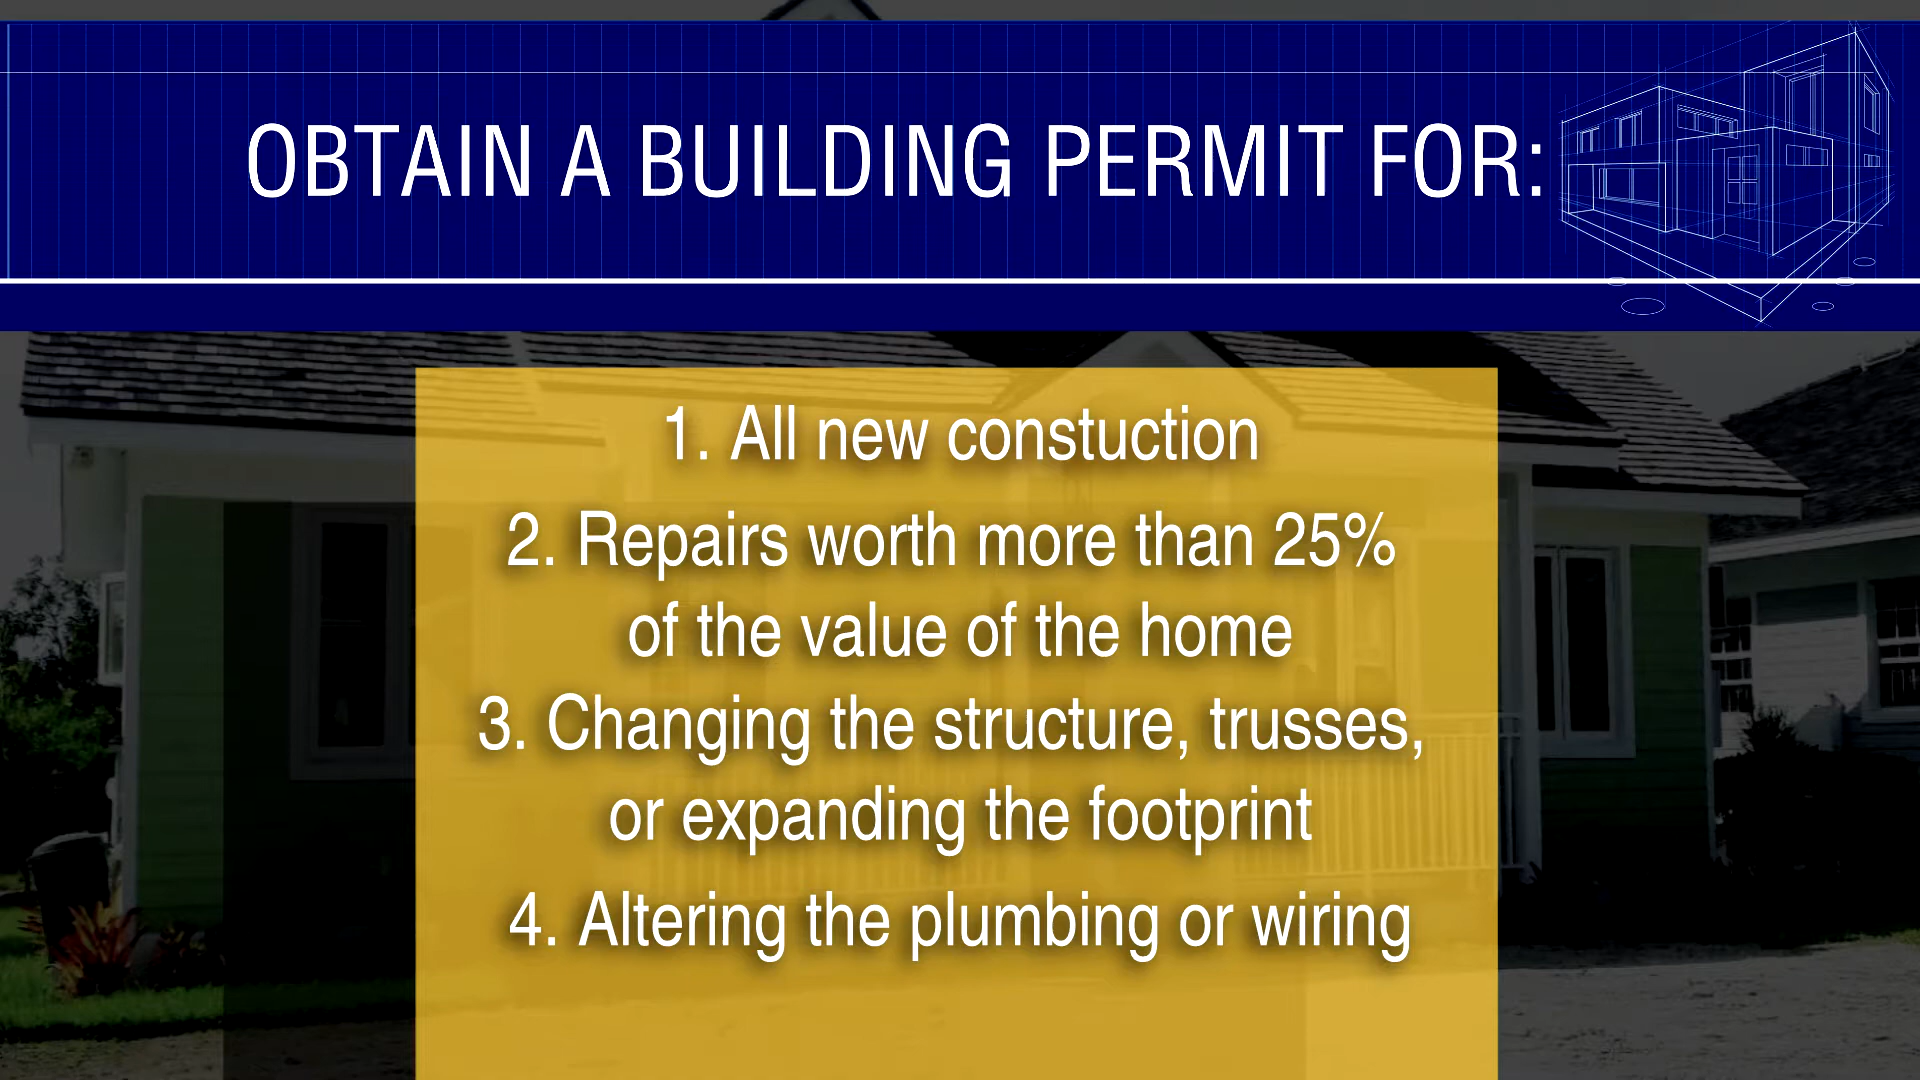 OBTAIN A BUILDING PERMIT FOR:
1. All new constuction
2. Repairs worth more than 25%
of the value of the home
3. Changing the structure, trusses,
or expanding the footprint
4. Altering the plumbing or wiring